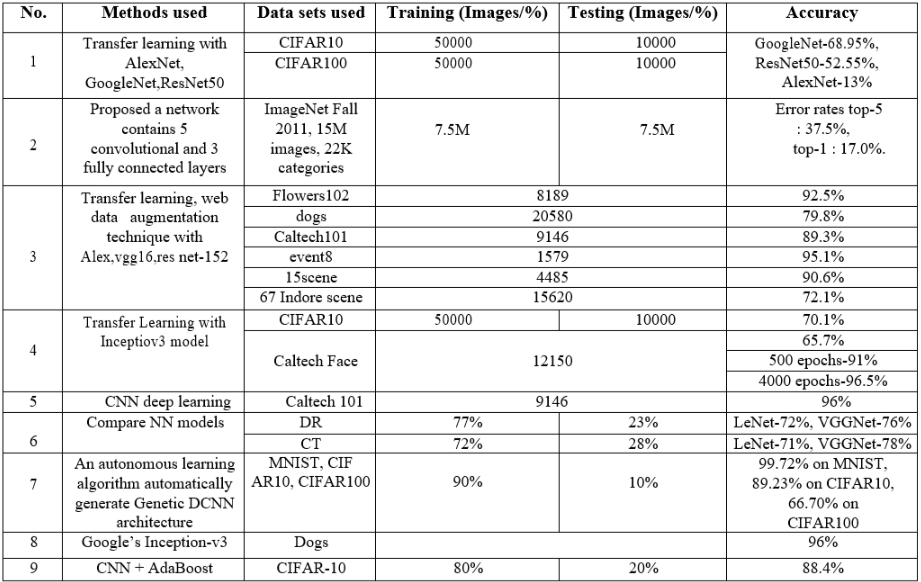 No. Methods used Data sets used Training (Images/%) Testing (Images/%) Accuracy
1 Transfer learning with AlexNet, GoogleNet,ResNet50
CIFAR10 50000 10000
CIFAR100 50000 10000
GoogleNet-68.95%,
ResNet50-52.55%,
AlexNet-13%
2
Proposed a network
contains 5
convolutional and 3
fully connected layers
ImageNet Fall
2011, 15M
images, 22K
categories
7.5M 7.5M
Error rates top-5
: 37.5%,
top-1 : 17.0%.
3
Transfer learning, web
data augmentation
technique with
Alex,vgg16,res net-152
Flowers102 8189 92.5%
dogs 20580 79.8%
Caltech101 9146 89.3%
event8 1579 95.1%
15scene 4485 90.6%
67 Indore scene 15620 72.1%
4
Transfer Learning with
Inceptiov3 model
CIFAR10 50000 10000 70.1%
Caltech Face 12150
65.7%
500 epochs-91%
4000 epochs-96.5%
5 CNN deep learning Caltech 101 9146 96%
6 Compare NN models
DR 77% 23% LeNet-72%, VGGNet-76%
CT 72% 28% LeNet-71%, VGGNet-78%
7
An autonomous learning
algorithm automatically
generate Genetic DCNN
architecture
MNIST, CIF
AR10, CIFAR100
90% 10%
99.72% on MNIST,
89.23% on CIFAR10,
66.70% on
CIFAR100
8 Google's Inception-v3 Dogs 96%
9 CNN + AdaBoost CIFAR-10 80% 20% 88.4%